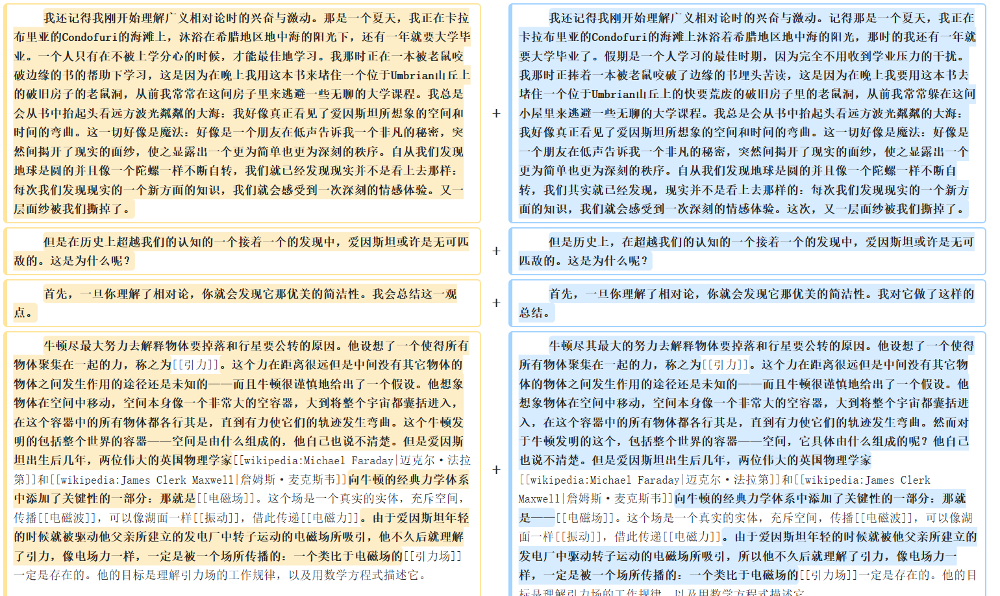 我还记得我刚开始理解广义相对论时的兴奋与激动。那是一个夏天，我正在卡拉
布里亚的Condofuri的海滩上，沐浴在希腊地区地中海的阳光下，还有一年就要大学毕
业。一个人只有在不被上学分心的时候，才能最佳地学习。我那时正在一本被老鼠咬
破边缘的书的帮助下学习，这是因为在晚上我用这本书来堵住一个位于Umbrian山丘上
的破旧房子的老鼠洞，从前我常常在这间房子里来逃避一些无聊的大学课程。我总是
会从书中抬起头看远方波光粼粼的大海：我好像真正看见了爱因斯坦所想象的空间和
时间的弯曲。这一切好像是魔法：好像是一个朋友在低声告诉我一个非凡的秘密，突
然间揭开了现实的面纱，使之显露出一个更为简单也更为深刻的秩序。自从我们发现
地球是圆的并且像一个陀螺一样不断自转，我们就已经发现现实并不是看上去那样：
每次我们发现现实的一个新方面的知识，我们就会感受到一次深刻的情感体验。又一
层面纱被我们撕掉了。
+
我还记得我刚开始理解广义相对论时的兴奋与激动。记得那是一个夏天，我正在
卡拉布里亚的Condofuri的海滩上沐浴着希腊地区地中海的阳光，那时的我还有一年就
要大学毕业了。假期是一个人学习的最佳时期，因为完全不用收到学业压力的干扰。
我那时正捧着一本被老鼠咬破了边缘的书埋头苦读，这是因为在晚上我要用这本书去
堵住一个位于Umbrian山丘上的快要荒废的破旧房子里的老鼠洞，从前我常常躲在这间
小屋里来逃避一些无聊的大学课程。我总是会从书中抬起头看远方波光粼粼的大海：
我好像真正看见了爱因斯坦所想象的空间和时间的弯曲。这一切好像是魔法：好像是
一个朋友在低声告诉我一个非凡的秘密，突然间揭开了现实的面纱，使之显露出一个
更为简单也更为深刻的秩序。自从我们发现地球是圆的并且像一个陀螺一样不断自
转，我们其实就已经发现，现实并不是看上去那样的：每次我们发现现实的一个新方
面的知识，我们就会感受到一次深刻的情感体验。这次，又一层面纱被我们撕掉了。
但是在历史上超越我们的认知的一个接着一个的发现中，爱因斯坦或许是无可匹
敌的。这是为什么呢？
+
但是历史上，在超越我们的认知的一个接着一个的发现中，爱因斯坦或许是无可
匹敌的。这是为什么呢？
首先，一旦你理解了相对论，你就会发现它那优美的简洁性。我会总结这一观
点。
+
首先，一旦你理解了相对论，你就会发现它那优美的简洁性。我对它做了这样的
总结。
牛顿尽最大努力去解释物体要掉落和行星要公转的原因。他设想了一个使得所有
物体聚集在一起的力，称之为[[引力]]。这个力在距离很远但是中间没有其它物体的
物体之间发生作用的途径还是未知的——而且牛顿很谨慎地给出了一个假设。他想象
物体在空间中移动，空间本身像一个非常大的空容器，大到将整个宇宙都囊括进入，
在这个容器中的所有物体都各行其是，直到有力使它们的轨迹发生弯曲。这个牛顿发
明的包括整个世界的容器——空间是由什么组成的，他自己也说不清楚。但是爱因斯
坦出生后几年，两位伟大的英国物理学家[[wikipedia:Michael Faraday|迈克尔·法拉
第]]和[[wikipedia:James Clerk Maxwell|詹姆斯·麦克斯韦]]向牛顿的经典力学体系
中添加了关键性的一部分：那就是[[电磁场]]。这个场是一个真实的实体，充斥空间，
传播[[电磁波]]，可以像湖面一样[[振动]]，借此传递[[电磁力]]。由于爱因斯坦年轻
的时候就被驱动他父亲所建立的发电厂中转子运动的电磁场所吸引，他不久后就理解
了引力，像电场力一样，一定是被一个场所传播的：一个类比于电磁场的[[引力场]]
一定是存在的。他的目标是理解引力场的工作规律，以及用数学方程式描述它。
+
牛顿尽其最大的努力去解释物体要掉落和行星要公转的原因。他设想了一个使得
所有物体聚集在一起的力，称之为[[引力]]。这个力在距离很远但是中间没有其它物
体的物体之间发生作用的途径还是未知的——而且牛顿很谨慎地给出了一个假设。他
想象物体在空间中移动，空间本身像一个非常大的空容器，大到将整个宇宙都囊括进
入，在这个容器中的所有物体都各行其是，直到有力使它们的轨迹发生弯曲。然而对
于牛顿发明的这个，包括整个世界的容器——空间，它具体由什么组成的呢？他自己
也说不清楚。但是爱因斯坦出生后几年，两位伟大的英国物理学家
[[wikipedia:Michael Faraday|迈克尔·法拉第]]和[[wikipedia:James Clerk
Maxwell|詹姆斯·麦克斯韦]]向牛顿的经典力学体系中添加了关键性的一部分：那就
是——[[电磁场]]。这个场是一个真实的实体，充斥空间，传播[[电磁波]]，可以像湖
面一样[[振动]]，借此传递[[电磁力]]。由于爱因斯坦年轻的时候就被他父亲所建立的
发电厂中驱动转子运动的电磁场所吸引，所以他不久后就理解了引力，像电场力一
样，一定是被一个场所传播的：一个类比于电磁场的[[引力场]]一定是存在的。他的目
标是理解引力场的工作规律，以及用数学方程式描述它